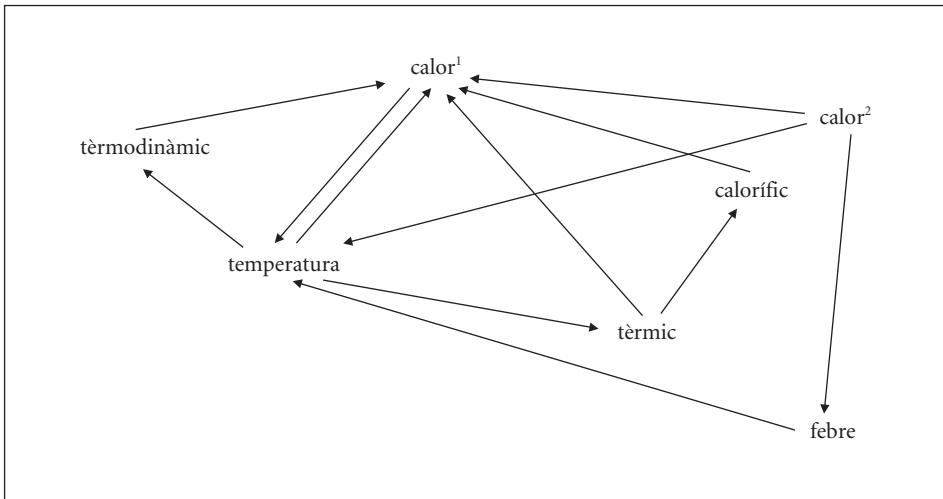 calor¹
calor²
tèrmodinàmic
calorífic
temperatura
tèrmic
febre